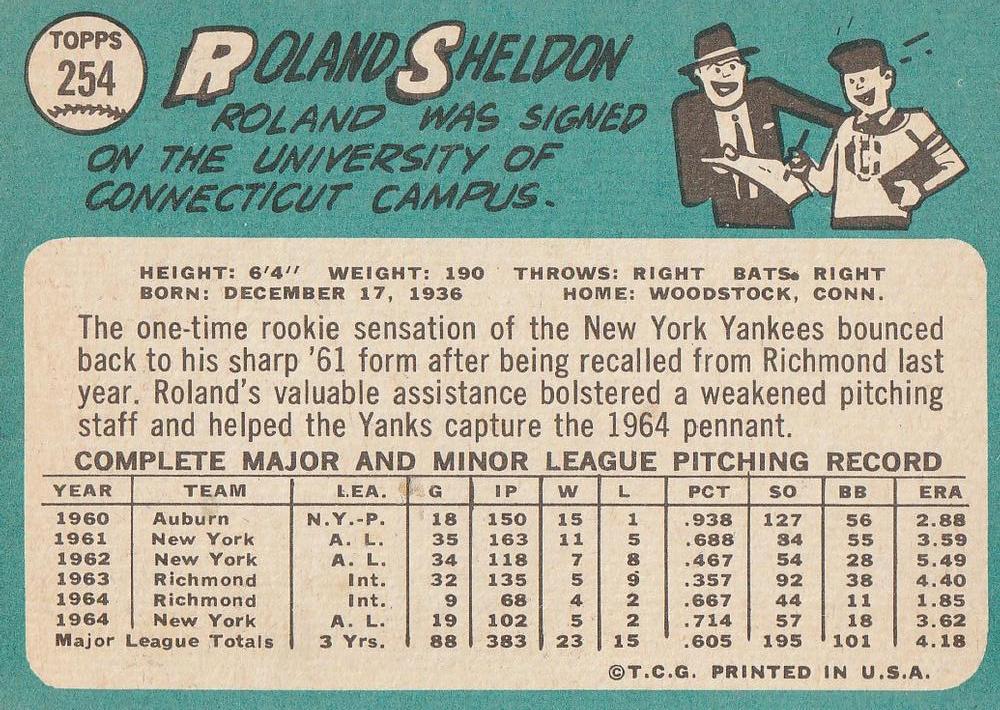 TOPPS
254
ROLAND SHELDON
ROLAND WAS SIGNED
ON THE UNIVERSITY OF
CONNECTICUT CAMPUS.
HEIGHT: 6'4" WEIGHT: 190 THROWS: RIGHT BATS: RIGHT
BORN: DECEMBER 17, 1936 HOME: WOODSTOCK, CONN.
The one-time rookie sensation of the New York Yankees bounced
back to his sharp '61 form after being recalled from Richmond last
year. Roland's valuable assistance bolstered a weakened pitching
staff and helped the Yanks capture the 1964 pennant.
COMPLETE MAJOR AND MINOR LEAGUE PITCHING RECORD
YEAR TEAM LEA. G IP W L PCT SO BB ERA
1960 Auburn N.Y.-P. 18 150 15 1 .938 127 56 2.88
1961 New York A. L. 35 163 11 5 .688 84 55 3.59
1962 New York A. L. 34 118 7 8 .467 54 28 5.49
1963 Richmond Int. 32 135 5 9 .357 92 38 4.40
1964 Richmond Int. 9 68 4 2 .667 44 11 1.85
1964 New York A. L. 19 102 5 2 .714 57 18 3.62
Major League Totals 3 Yrs. 88 383 23 15 .605 195 101 4.18
©T.C.G. PRINTED IN U.S.A.